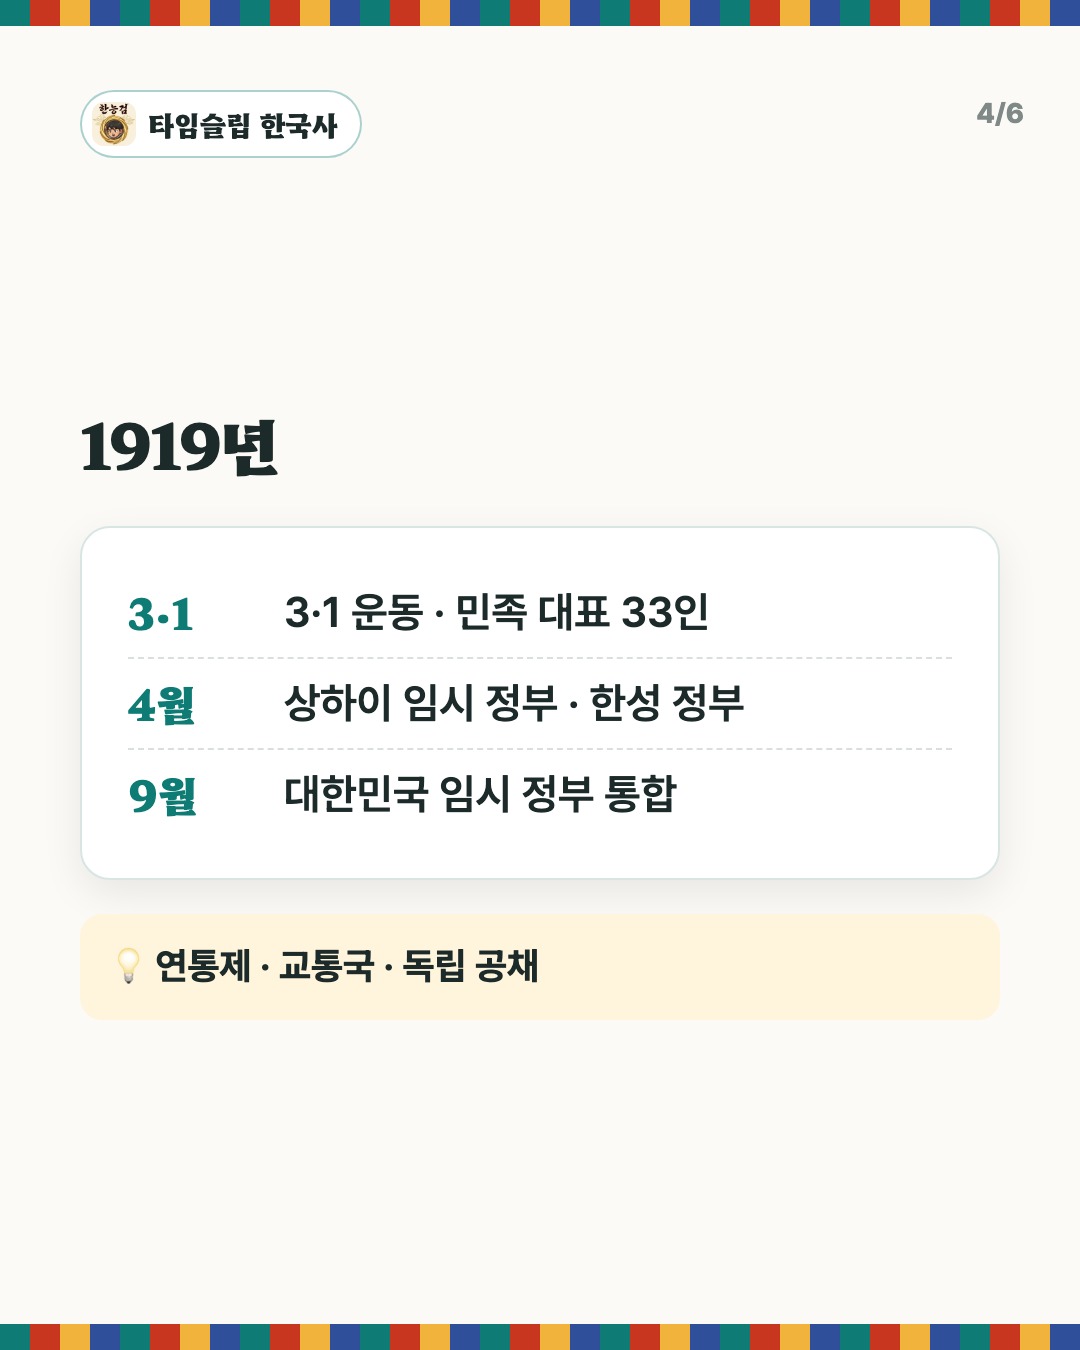 한능검
타임슬립 한국사
4/6
1919년
3·1 3·1 운동 · 민족 대표 33인
4월 상하이 임시 정부 · 한성 정부
9월 대한민국 임시 정부 통합
💡 연통제 · 교통국 · 독립 공채